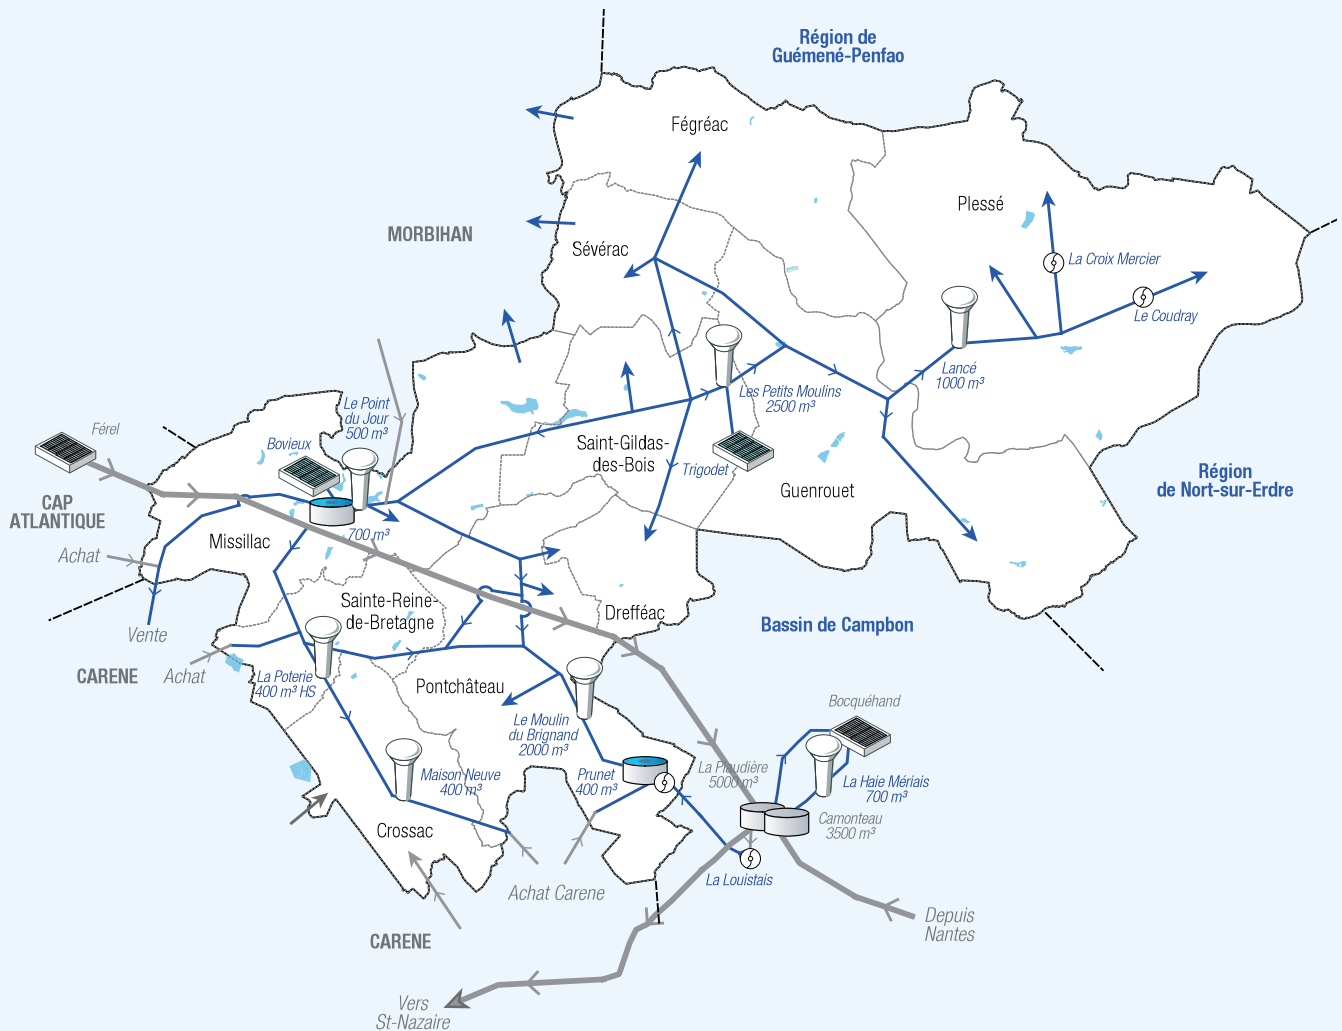 Région de
Guémené-Penfao
Fégréac
Plessé
MORBIHAN
Sévérac
La Croix Mercier
Le Coudray
Lancé
1000 m³
Les Petits Moulins
2500 m³
Le Point
du Jour
500 m³
Férel
Bovieux
Saint-Gildas-
des-Bois
Trigodet
Guenrouet
Région
de Nort-sur-Erdre
CAP
ATLANTIQUE
700 m³
Missillac
Achat
Sainte-Reine-
de-Bretagne
Drefféac
Vente
Bassin de Campbon
CARENE
Achat
La Poterie
400 m³ HS
Pontchâteau
Bocquéhand
Le Moulin
du Brignand
2000 m³
La Plaudière
5000 m³
Maison Neuve
400 m³
Prunet
400 m³
La Haie Mériais
700 m³
Camonteau
3500 m³
Crossac
La Louistais
Achat Carene
Depuis
Nantes
CARENE
Vers
St-Nazaire